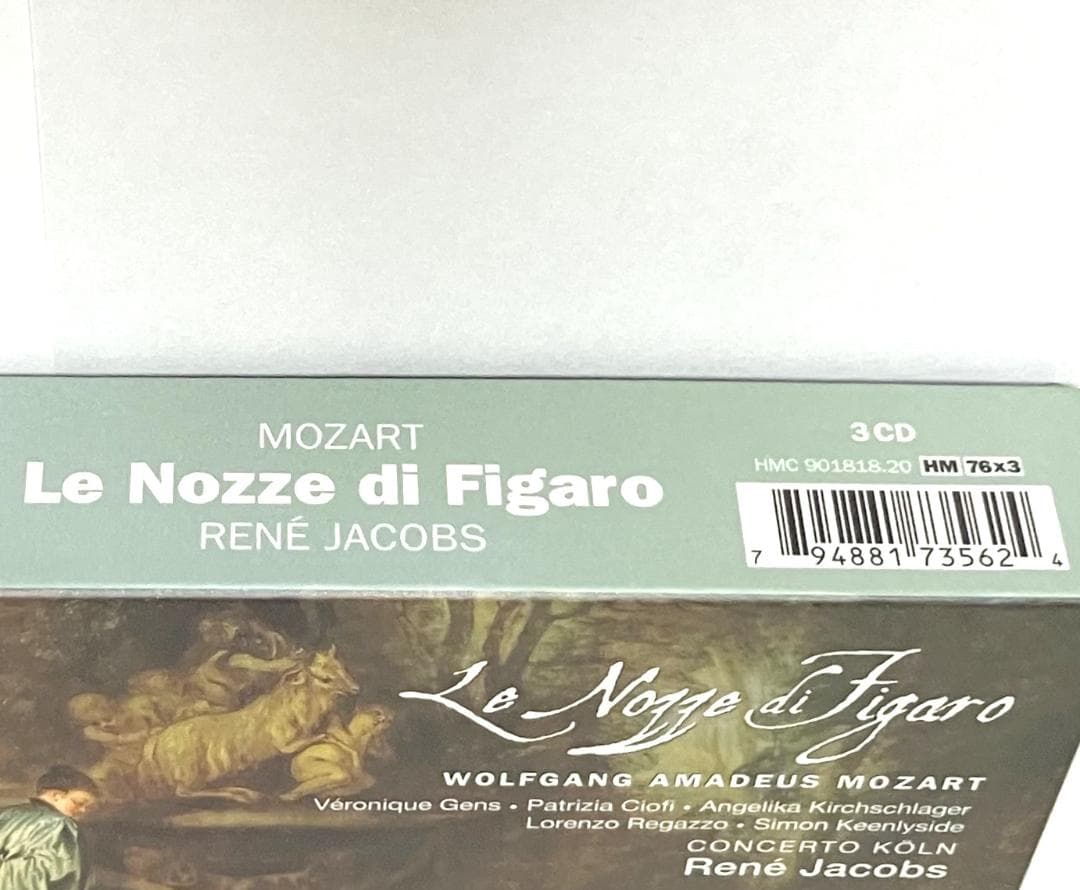 MOZART
Le Nozze di Figaro
RENÉ JACOBS
3 CD
HMC 901818.20 HM 76x3
7 94881 73562 4
Le Nozze di Figaro
WOLFGANG AMADEUS MOZART
Véronique Gens • Patrizia Ciofi • Angelika Kirchschlager
Lorenzo Regazzo • Simon Keenlyside
CONCERTO KÖLN
René Jacobs